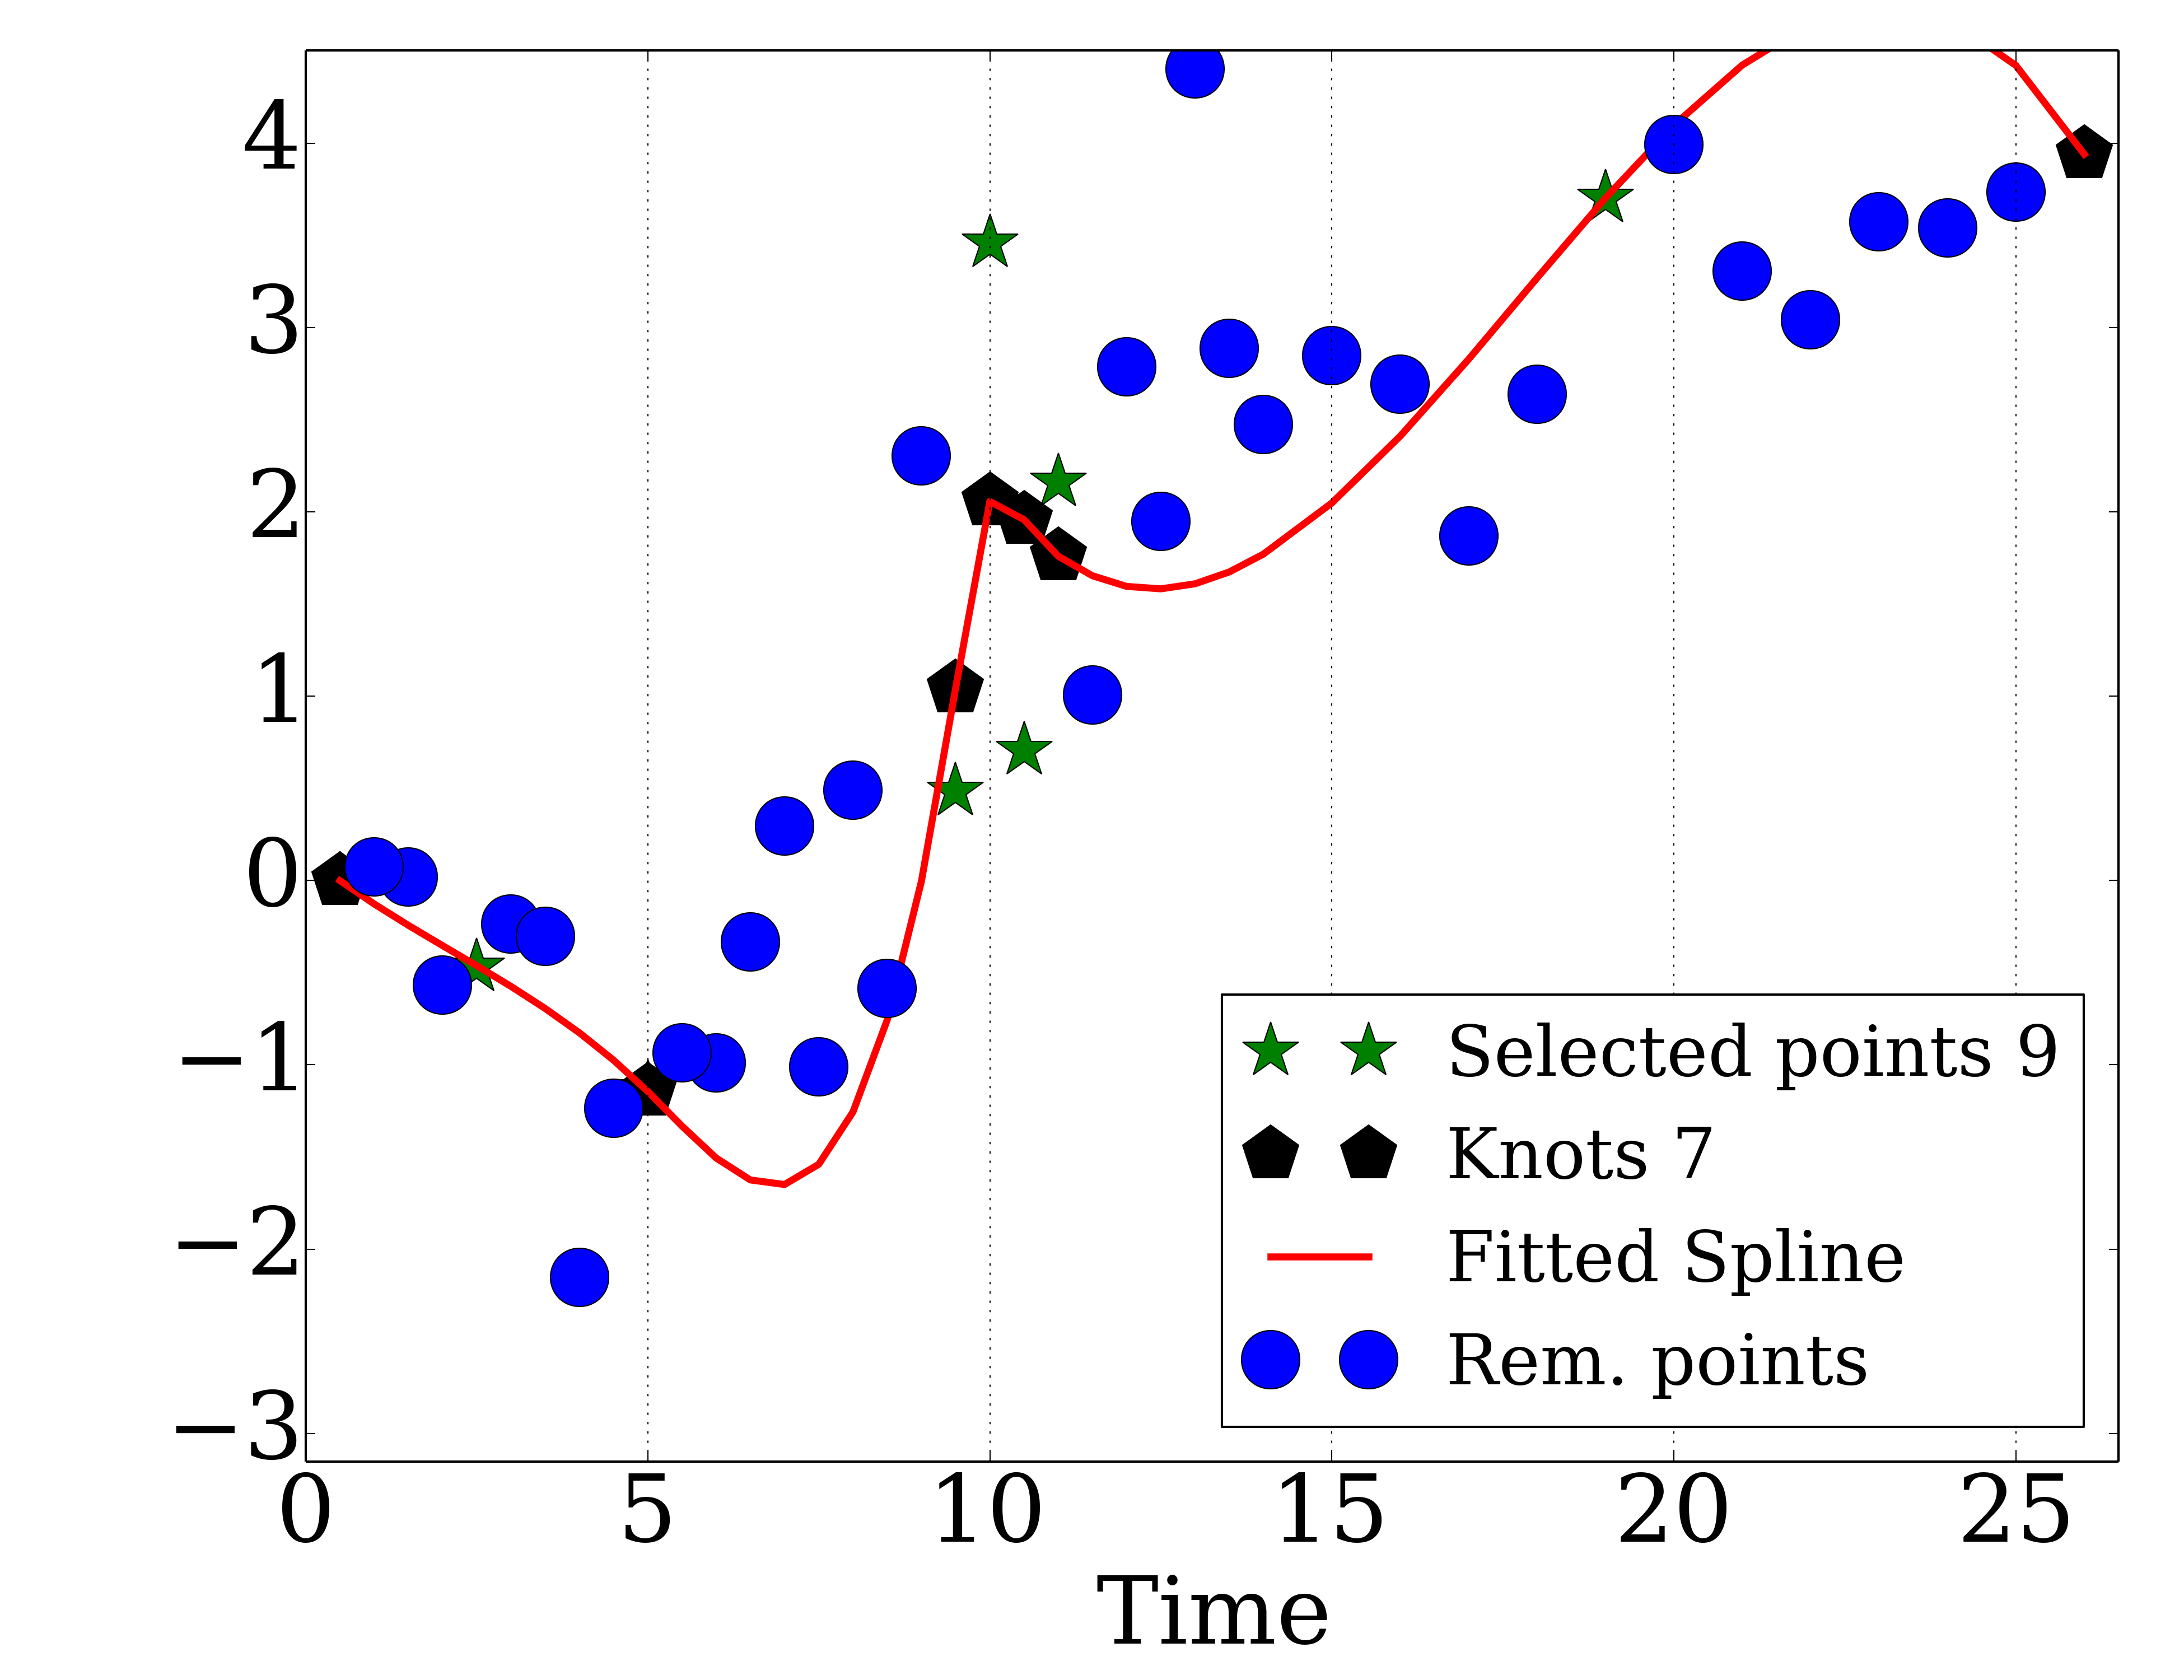 4
3
2
1
0
−1
−2
−3
Selected points 9
Knots 7
Fitted Spline
Rem. points
0 5 10 15 20 25
Time